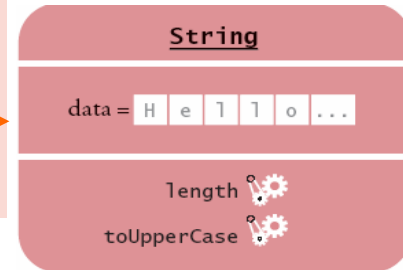 String
data = H e l l o ...
length
toUpperCase